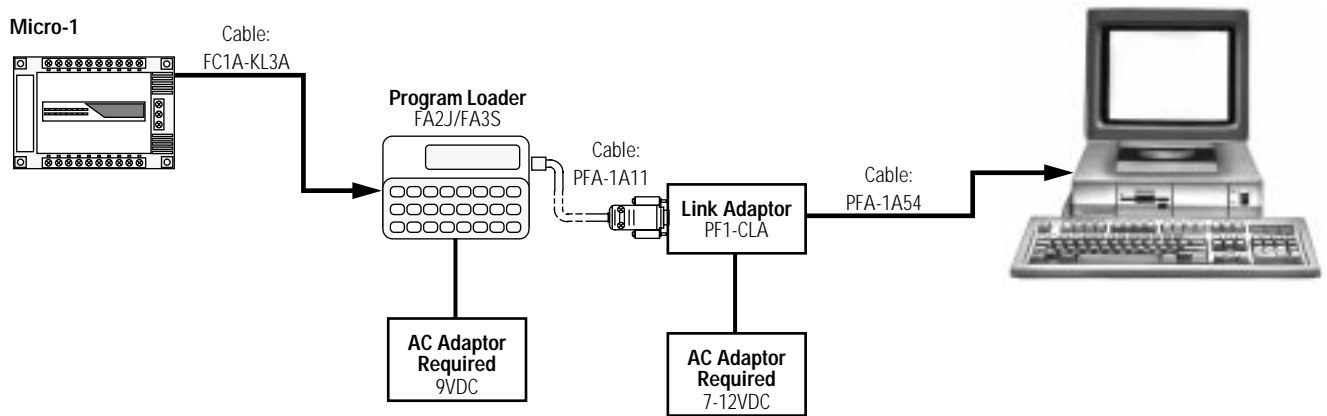 Micro-1
Cable:
FC1A-KL3A
Program Loader
FA2J/FA3S
Cable:
PFA-1A11
Link Adaptor
PF1-CLA
Cable:
PFA-1A54
AC Adaptor
Required
9VDC
AC Adaptor
Required
7-12VDC